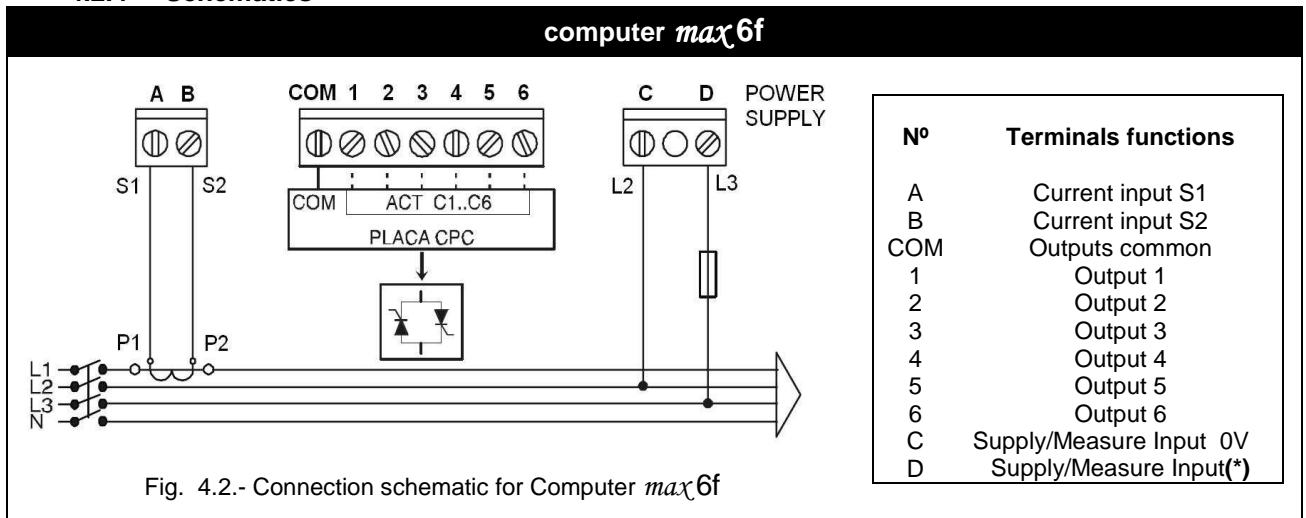 computer max 6f
A B
COM 1 2 3 4 5 6
C D POWER
SUPPLY
S1 S2
COM ACT C1..C6
PLACA CPC
L2 L3
P1 P2
L1
L2
L3
N
Fig. 4.2.- Connection schematic for Computer max 6f
Nº Terminals functions
A Current input S1
B Current input S2
COM Outputs common
1 Output 1
2 Output 2
3 Output 3
4 Output 4
5 Output 5
6 Output 6
C Supply/Measure Input 0V
D Supply/Measure Input(*)